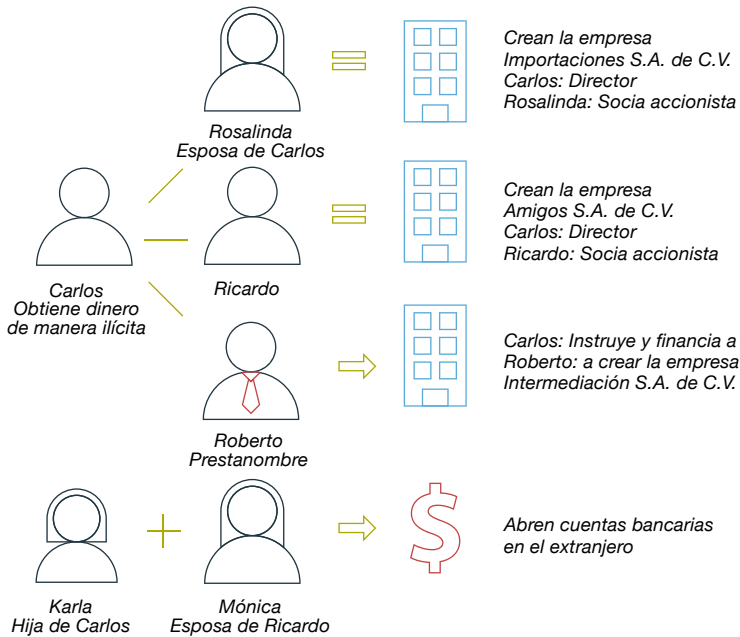 Rosalinda
Esposa de Carlos
Crean la empresa
Importaciones S.A. de C.V.
Carlos: Director
Rosalinda: Socia accionista
Carlos
Obtiene dinero
de manera ilícita
Ricardo
Crean la empresa
Amigos S.A. de C.V.
Carlos: Director
Ricardo: Socia accionista
Roberto
Prestanombre
Carlos: Instruye y financia a
Roberto: a crear la empresa
Intermediación S.A. de C.V.
Karla
Hija de Carlos
Mónica
Esposa de Ricardo
$
Abren cuentas bancarias
en el extranjero